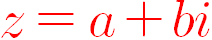 z = a + bi